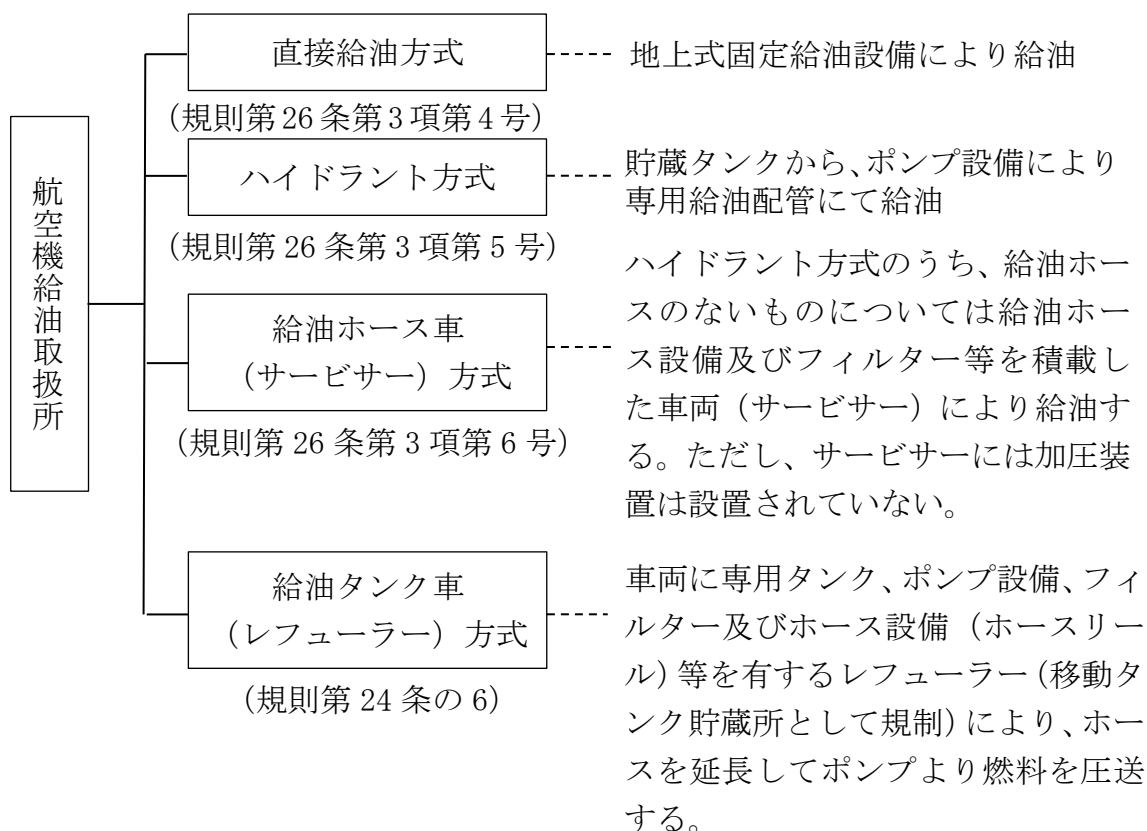 航空機給油取扱所
直接給油方式
地上式固定給油設備により給油
(規則第26条第3項第4号)
ハイドラント方式
貯蔵タンクから、ポンプ設備により
専用給油配管にて給油
(規則第 26 条第 3 項第 5 号)
給油ホース車
（サービサー）方式
ハイドラント方式のうち、給油ホー
スのないものについては給油ホー
ス設備及びフィルター等を積載し
た車両（サービサー）により給油す
る。ただし、サービサーには加圧装
置は設置されていない。
(規則第 26 条第 3 項第 6 号)
給油タンク車
（レフューラー）方式
車両に専用タンク、ポンプ設備、フィ
ルター及びホース設備（ホースリー
ル）等を有するレフューラー（移動タ
ンク貯蔵所として規制）により、ホー
スを延長してポンプより燃料を圧送
する。
(規則第 24 条の 6)